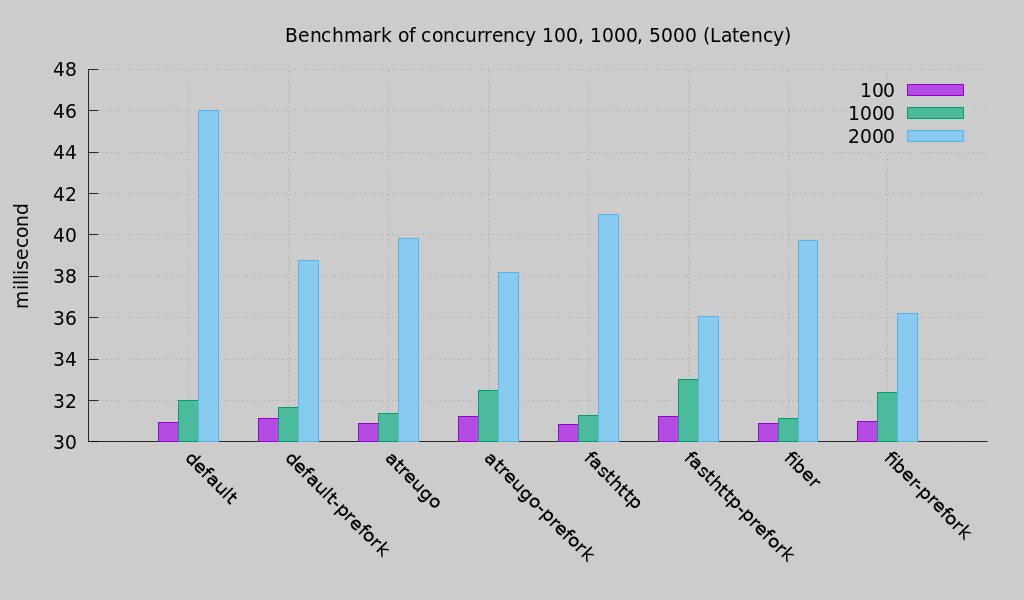 Benchmark of concurrency 100, 1000, 5000 (Latency)
48
46
44
42
40
38
36
34
32
30
millisecond
100
1000
2000
default
default-prefork
atreugo
atreugo-prefork
fasthttp
fasthttp-prefork
fiber
fiber-prefork